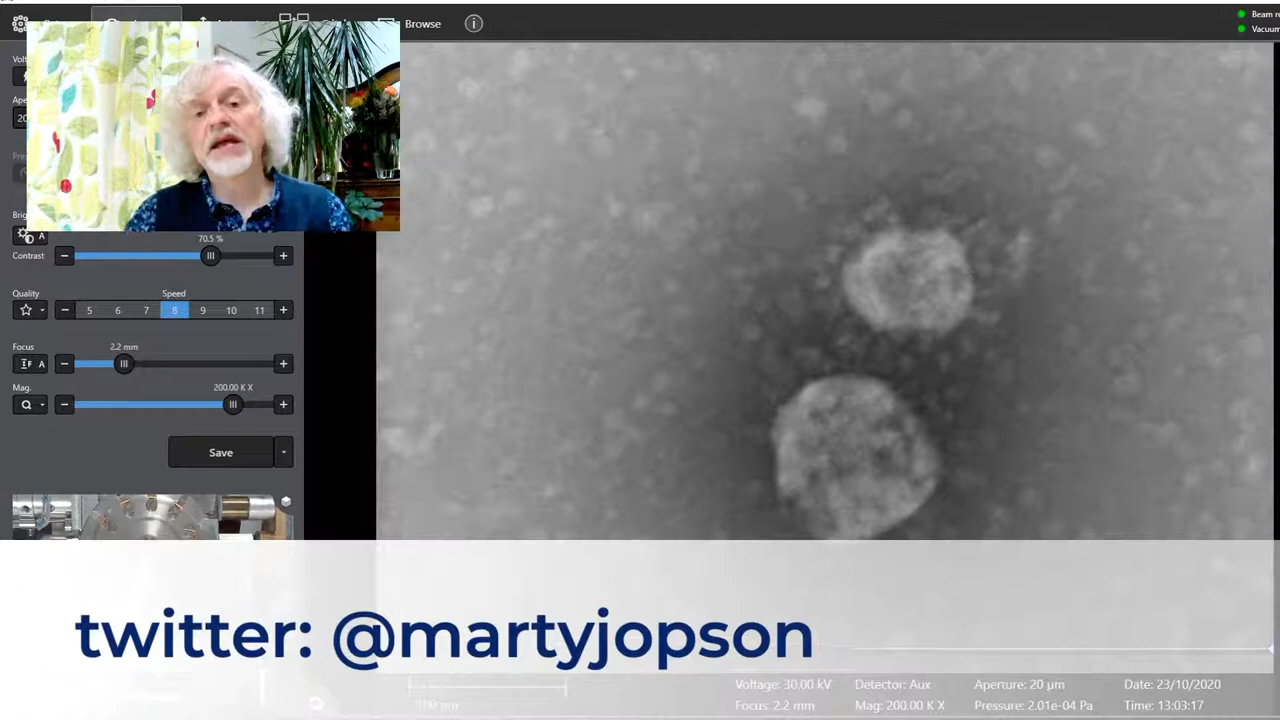 Browse
Beam
Vacuum
70.5 %
Contrast
Quality
Speed
5 6 7 8 9 10 11
Focus
2.2 mm
Mag.
200.00 K X
Save
twitter: @martyjopson
Voltage: 30.00 kV
Detector: Aux
Aperture: 20 µm
Date: 23/10/2020
Focus: 2.2 mm
Mag: 200.00 K X
Pressure: 2.01e-04 Pa
Time: 13:03:17